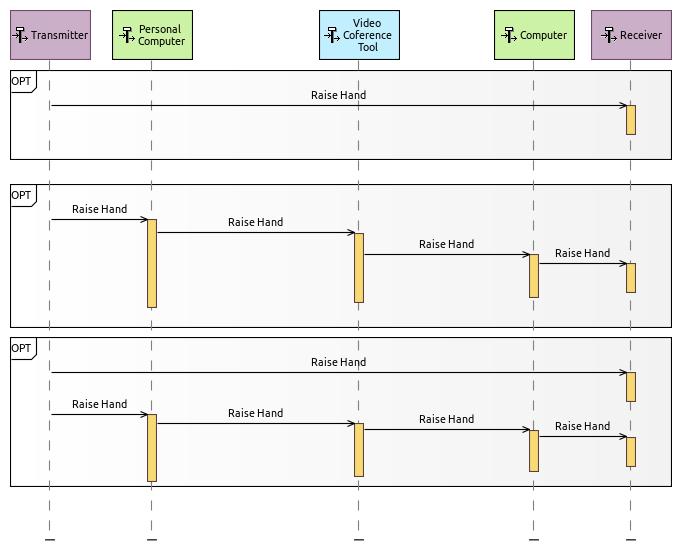 Transmitter
Personal
Computer
Video
Coference
Tool
Computer
Receiver
OPT
Raise Hand
OPT
Raise Hand
Raise Hand
Raise Hand
Raise Hand
OPT
Raise Hand
Raise Hand
Raise Hand
Raise Hand
Raise Hand